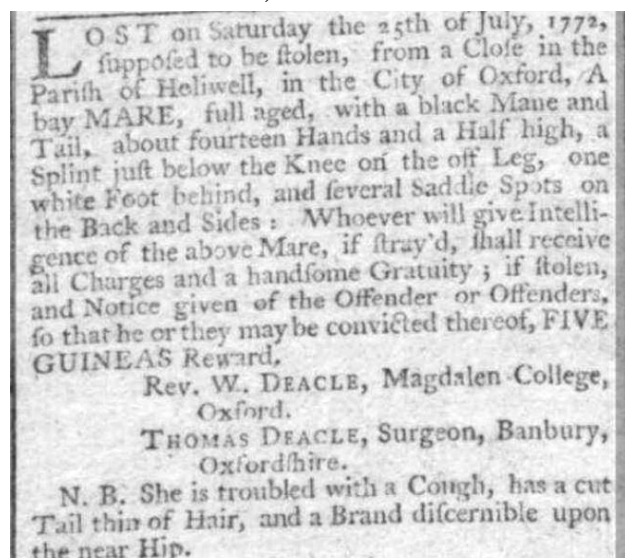 LOST on Saturday the 25th of July, 1772,
ſuppoſed to be ſtolen, from a Cloſe in the
Pariſh of Heliwell, in the City of Oxford, A
bay MARE, full aged, with a black Mane and
Tail, about fourteen Hands and a Half high, a
Splint juſt below the Knee on the off Leg, one
white Foot behind, and ſeveral Saddle Spots on
the Back and Sides: Whoever will give Intelli-
gence of the above Mare, if ſtray'd, ſhall receive
all Charges and a handſome Gratuity; if ſtolen,
and Notice given of the Offender or Offenders,
ſo that he or they may be convicted thereof, FIVE
GUINEAS Reward.
Rev. W. DEACLE, Magdalen College,
Oxford.
THOMAS DEACLE, Surgeon, Banbury,
Oxfordſhire.
N. B. She is troubled with a Cough, has a cut
Tail thin of Hair, and a Brand diſcernible upon
the near Hip.